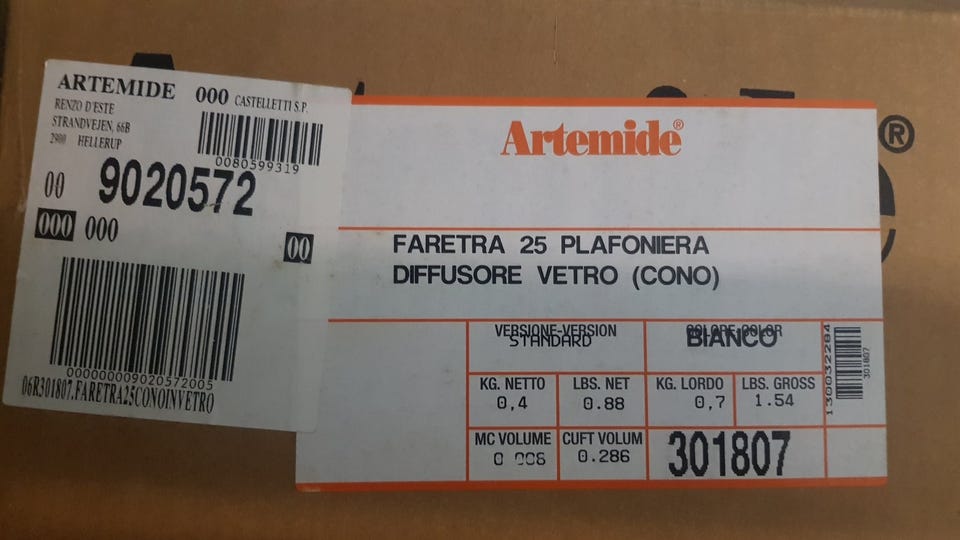 ARTEMIDE 000 CASTELLETTI S.P.
RENZO D'ESTE
STRANDVEJEN, 66B
2900 HELLERUP
0080599319
00 9020572
000 000
00
000000009020572005
06R301807.FARETRA25CONOINVETRO
®
Artemide®
FARETRA 25 PLAFONIERA
DIFFUSORE VETRO (CONO)
VERSIONE-VERSION
STANDARD
COLORE-COLOR
BIANCO
KG. NETTO
0,4
LBS. NET
0.88
KG. LORDO
0,7
LBS. GROSS
1.54
MC VOLUME
CUFT VOLUM
0.286
301807
130032284
301807